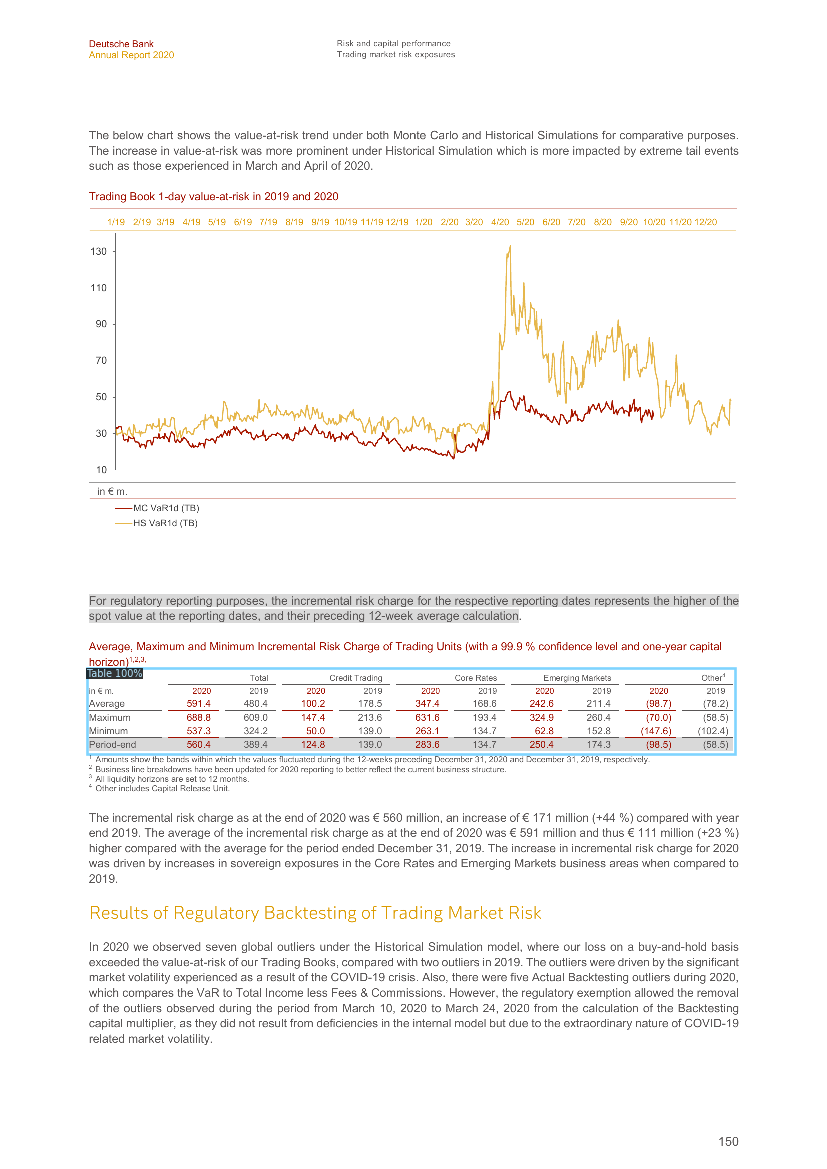 Deutsche Bank
Annual Report 2020
Risk and capital performance
Trading market risk exposures
The below chart shows the value-at-risk trend under both Monte Carlo and Historical Simulations for comparative purposes.
The increase in value-at-risk was more prominent under Historical Simulation which is more impacted by extreme tail events
such as those experienced in March and April of 2020.
Trading Book 1-day value-at-risk in 2019 and 2020
1/19 2/19 3/19 4/19 5/19 6/19 7/19 8/19 9/19 10/19 11/19 12/19 1/20 2/20 3/20 4/20 5/20 6/20 7/20 8/20 9/20 10/20 11/20 12/20
130
110
90
70
50
30
10
in € m.
MC VaR1d (TB)
HS VaR1d (TB)
For regulatory reporting purposes, the incremental risk charge for the respective reporting dates represents the higher of the
spot value at the reporting dates, and their preceding 12-week average calculation.
Average, Maximum and Minimum Incremental Risk Charge of Trading Units (with a 99.9 % confidence level and one-year capital
horizon)1,2,3,
Table 100%
Total Credit Trading Core Rates Emerging Markets Other4
in € m. 2020 2019 2020 2019 2020 2019 2020 2019 2020 2019
Average 591.4 480.4 100.2 178.5 347.4 168.6 242.6 211.4 (98.7) (78.2)
Maximum 688.8 609.0 147.4 213.6 631.6 193.4 324.9 260.4 (70.0) (58.5)
Minimum 537.3 324.2 50.0 139.0 263.1 134.7 62.8 152.8 (147.6) (102.4)
Period-end 560.4 389.4 124.8 139.0 283.6 134.7 250.4 174.3 (98.5) (58.5)
1 Amounts show the bands within which the values fluctuated during the 12-weeks preceding December 31, 2020 and December 31, 2019, respectively.
2 Business line breakdowns have been updated for 2020 reporting to better reflect the current business structure.
3 All liquidity horizons are set to 12 months.
4 Other includes Capital Release Unit.
The incremental risk charge as at the end of 2020 was € 560 million, an increase of € 171 million (+44 %) compared with year
end 2019. The average of the incremental risk charge as at the end of 2020 was € 591 million and thus € 111 million (+23 %)
higher compared with the average for the period ended December 31, 2019. The increase in incremental risk charge for 2020
was driven by increases in sovereign exposures in the Core Rates and Emerging Markets business areas when compared to
2019.
Results of Regulatory Backtesting of Trading Market Risk
In 2020 we observed seven global outliers under the Historical Simulation model, where our loss on a buy-and-hold basis
exceeded the value-at-risk of our Trading Books, compared with two outliers in 2019. The outliers were driven by the significant
market volatility experienced as a result of the COVID-19 crisis. Also, there were five Actual Backtesting outliers during 2020,
which compares the VaR to Total Income less Fees & Commissions. However, the regulatory exemption allowed the removal
of the outliers observed during the period from March 10, 2020 to March 24, 2020 from the calculation of the Backtesting
capital multiplier, as they did not result from deficiencies in the internal model but due to the extraordinary nature of COVID-19
related market volatility.
150